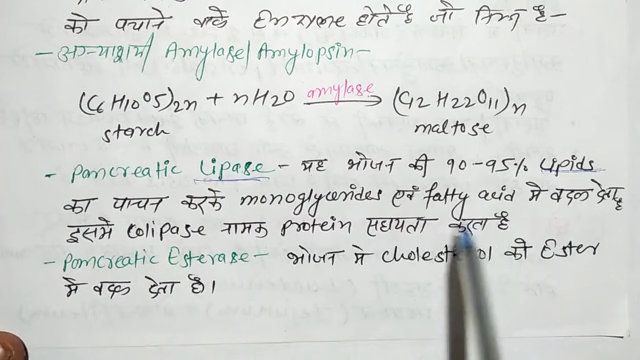 को पचाने वाले Enzyme होते है जो निम्न है-
- अग्न्याशयी Amylase/Amylopsin-
(C6H10O5)2n + nH2O amylase (C12H22O11)n
starch maltose
- Pancreatic Lipase - यह भोजन की 90-95% Lipids
का पाचन करके monoglycerides एवं fatty acid में बदल देता है
इसमे colipase नामक protein सहायता करता है
- Pancreatic Esterase - भोजन मे cholesterol को Ester
मे बदल देता है।